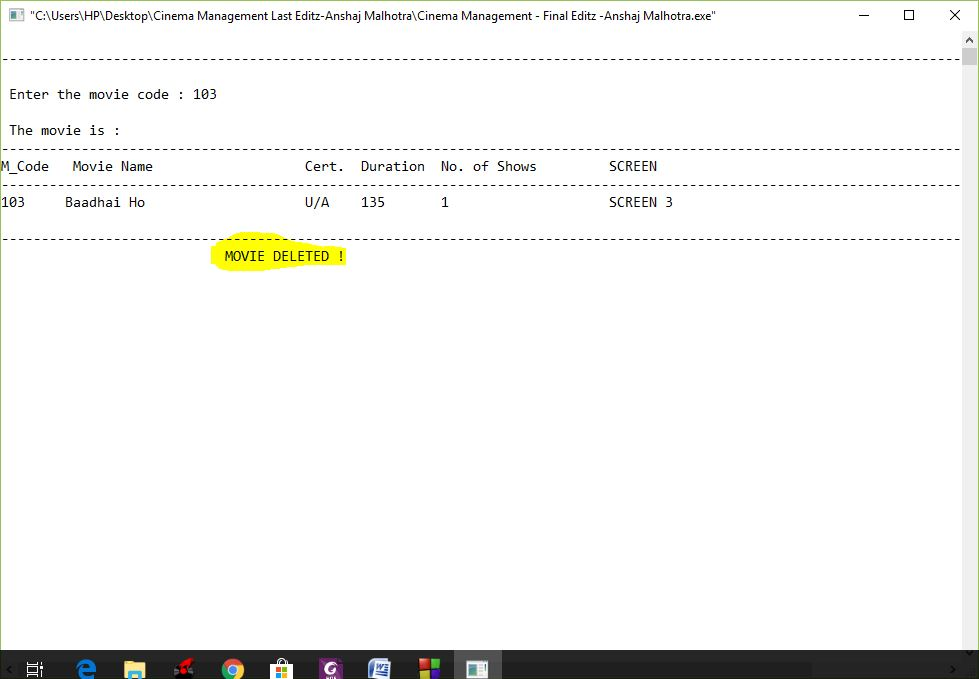 "C:\Users\HP\Desktop\Cinema Management Last Editz-Anshaj Malhotra\Cinema Management - Final Editz -Anshaj Malhotra.exe"
Enter the movie code : 103
The movie is :
M_Code Movie Name Cert. Duration No. of Shows SCREEN
103 Baadhai Ho U/A 135 1 SCREEN 3
MOVIE DELETED !